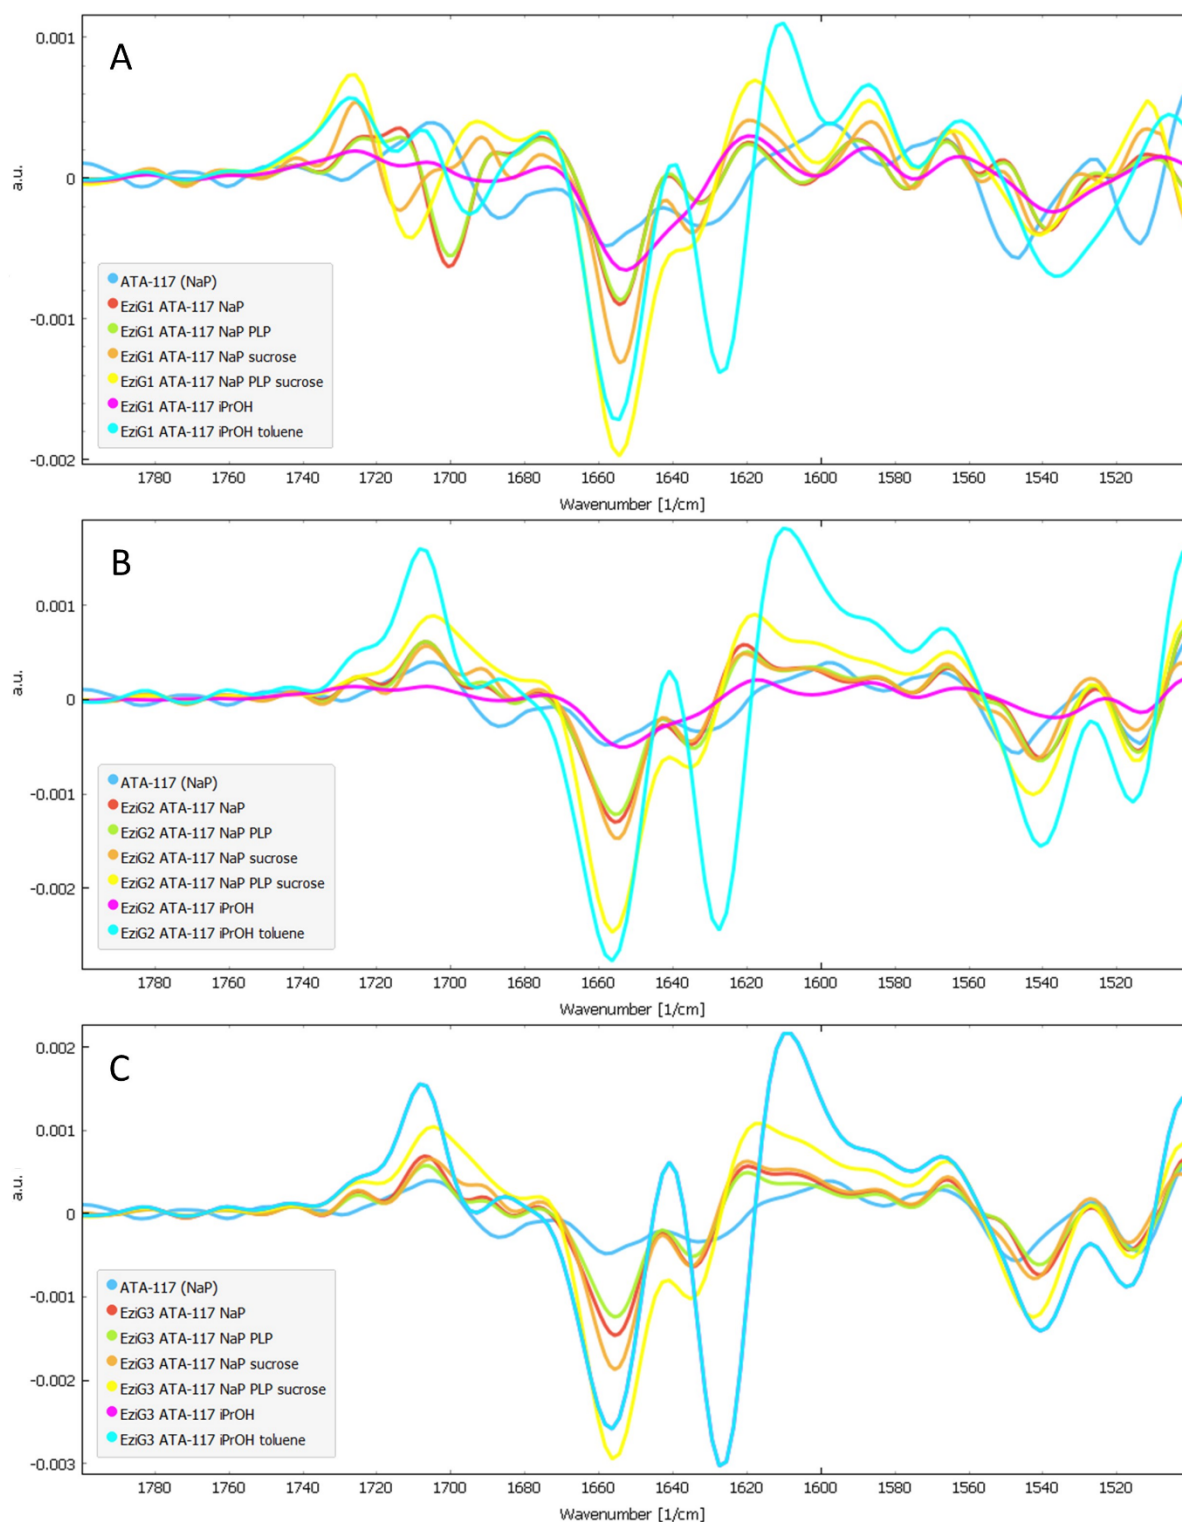 A
0.001
0
-0.001
-0.002
a.u.
ATA-117 (NaP)
EziG1 ATA-117 NaP
EziG1 ATA-117 NaP PLP
EziG1 ATA-117 NaP sucrose
EziG1 ATA-117 NaP PLP sucrose
EziG1 ATA-117 iPrOH
EziG1 ATA-117 iPrOH toluene
1780 1760 1740 1720 1700 1680 1660 1640 1620 1600 1580 1560 1540 1520
Wavenumber [1/cm]
B
0.001
0
-0.001
-0.002
a.u.
ATA-117 (NaP)
EziG2 ATA-117 NaP
EziG2 ATA-117 NaP PLP
EziG2 ATA-117 NaP sucrose
EziG2 ATA-117 NaP PLP sucrose
EziG2 ATA-117 iPrOH
EziG2 ATA-117 iPrOH toluene
1780 1760 1740 1720 1700 1680 1660 1640 1620 1600 1580 1560 1540 1520
Wavenumber [1/cm]
C
0.002
0.001
0
-0.001
-0.002
-0.003
a.u.
ATA-117 (NaP)
EziG3 ATA-117 NaP
EziG3 ATA-117 NaP PLP
EziG3 ATA-117 NaP sucrose
EziG3 ATA-117 NaP PLP sucrose
EziG3 ATA-117 iPrOH
EziG3 ATA-117 iPrOH toluene
1780 1760 1740 1720 1700 1680 1660 1640 1620 1600 1580 1560 1540 1520
Wavenumber [1/cm]